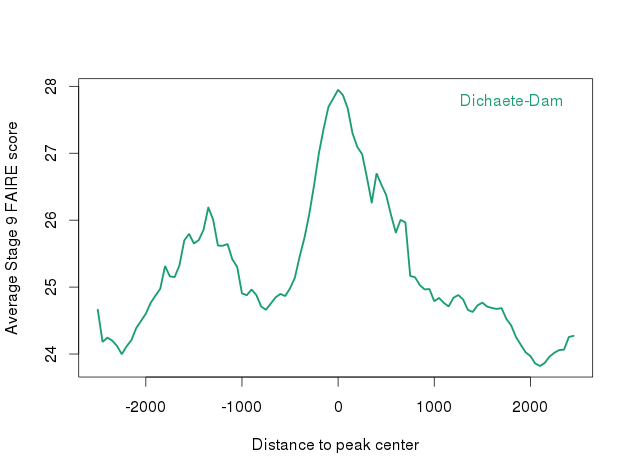 Dichaete-Dam
Average Stage 9 FAIRE score
28
27
26
25
24
-2000 -1000 0 1000 2000
Distance to peak center